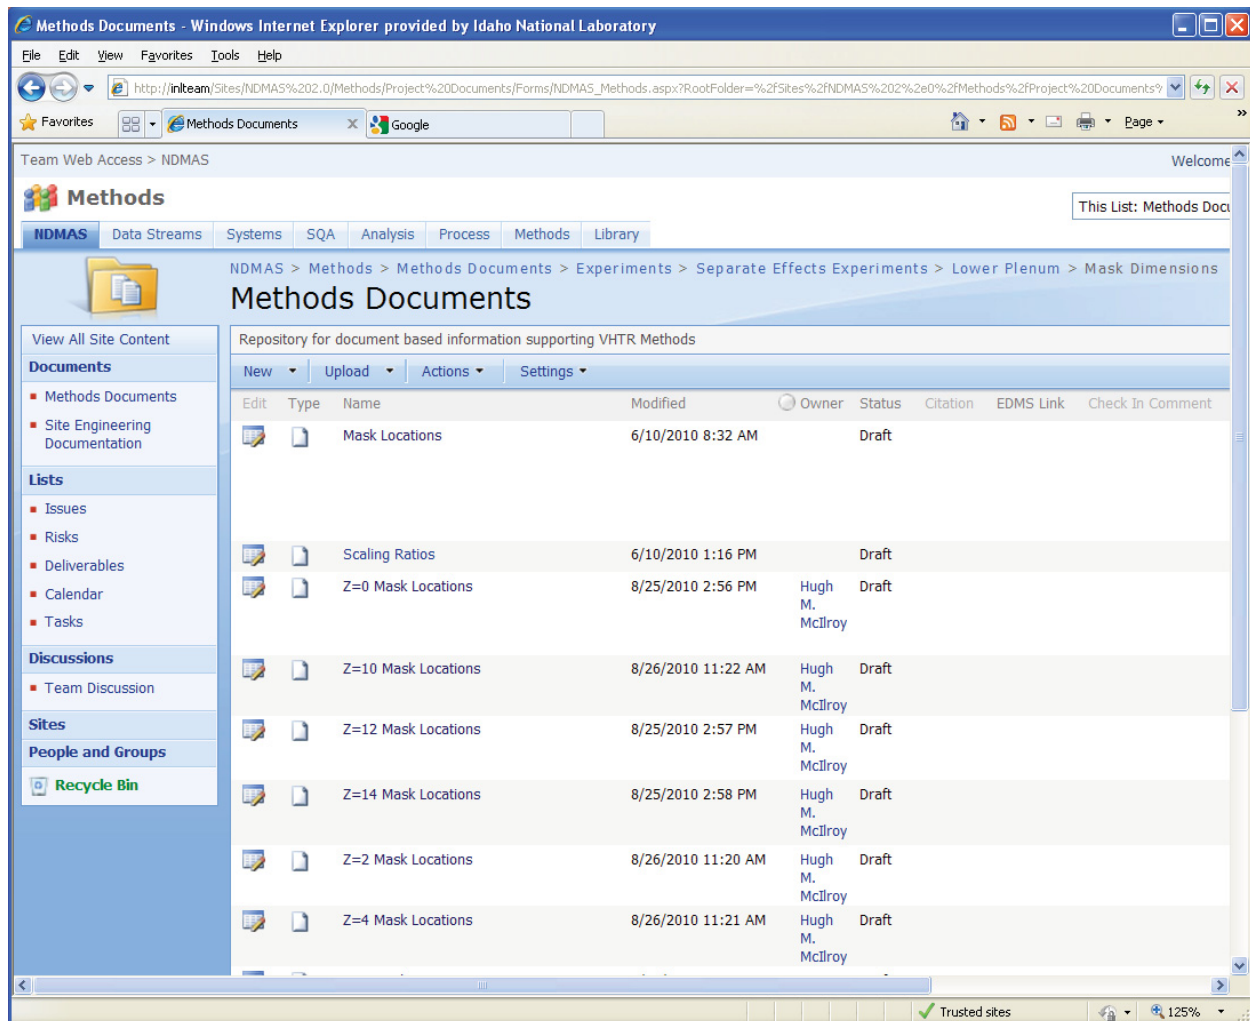 Methods Documents - Windows Internet Explorer provided by Idaho National Laboratory
File Edit View Favorites Tools Help
http://inlteam/Sites/NDMAS%202.0/Methods/Project%20Documents/Forms/NDMAS_Methods.aspx?RootFolder=%2fSites%2fNDMAS%202%2e0%2fMethods%2fProject%20Documents%
Favorites Methods Documents X Google Page »
Team Web Access > NDMAS Welcome
Methods This List: Methods Docu
NDMAS Data Streams Systems SQA Analysis Process Methods Library
NDMAS > Methods > Methods Documents > Experiments > Separate Effects Experiments > Lower Plenum > Mask Dimensions
Methods Documents
View All Site Content
Documents
Methods Documents
Site Engineering
Documentation
Lists
Issues
Risks
Deliverables
Calendar
Tasks
Discussions
Team Discussion
Sites
People and Groups
Recycle Bin
Repository for document based information supporting VHTR Methods
New Upload Actions Settings
Edit Type Name Modified Owner Status Citation EDMS Link Check In Comment
Mask Locations 6/10/2010 8:32 AM Draft
Scaling Ratios 6/10/2010 1:16 PM Draft
Z=0 Mask Locations 8/25/2010 2:56 PM Hugh Draft
M.
McIlroy
Z=10 Mask Locations 8/26/2010 11:22 AM Hugh Draft
M.
McIlroy
Z=12 Mask Locations 8/25/2010 2:57 PM Hugh Draft
M.
McIlroy
Z=14 Mask Locations 8/25/2010 2:58 PM Hugh Draft
M.
McIlroy
Z=2 Mask Locations 8/26/2010 11:20 AM Hugh Draft
M.
McIlroy
Z=4 Mask Locations 8/26/2010 11:21 AM Hugh Draft
M.
McIlroy
Trusted sites 125%